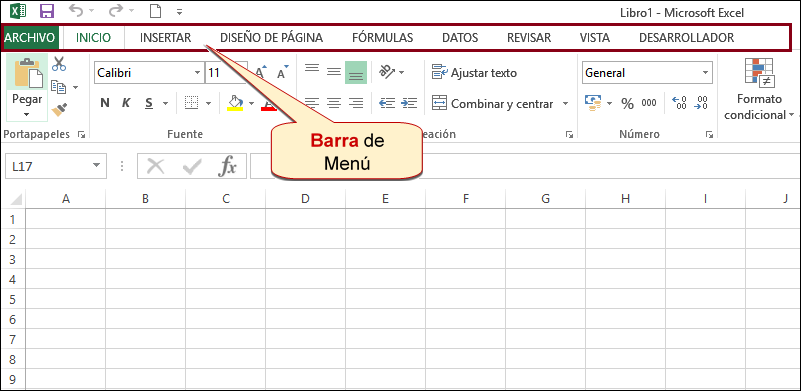 Libro1 - Microsoft Excel
ARCHIVO INICIO INSERTAR DISEÑO DE PÁGINA FÓRMULAS DATOS REVISAR VISTA DESARROLLADOR
Calibri 11 A A Ajustar texto General
Pegar N K S A Combinar y centrar % 000 Formato condicional
Portapapeles Fuente Número
Barra de
Menú
L17 fx
A B C D E F G H I J
1
2
3
4
5
6
7
8
9